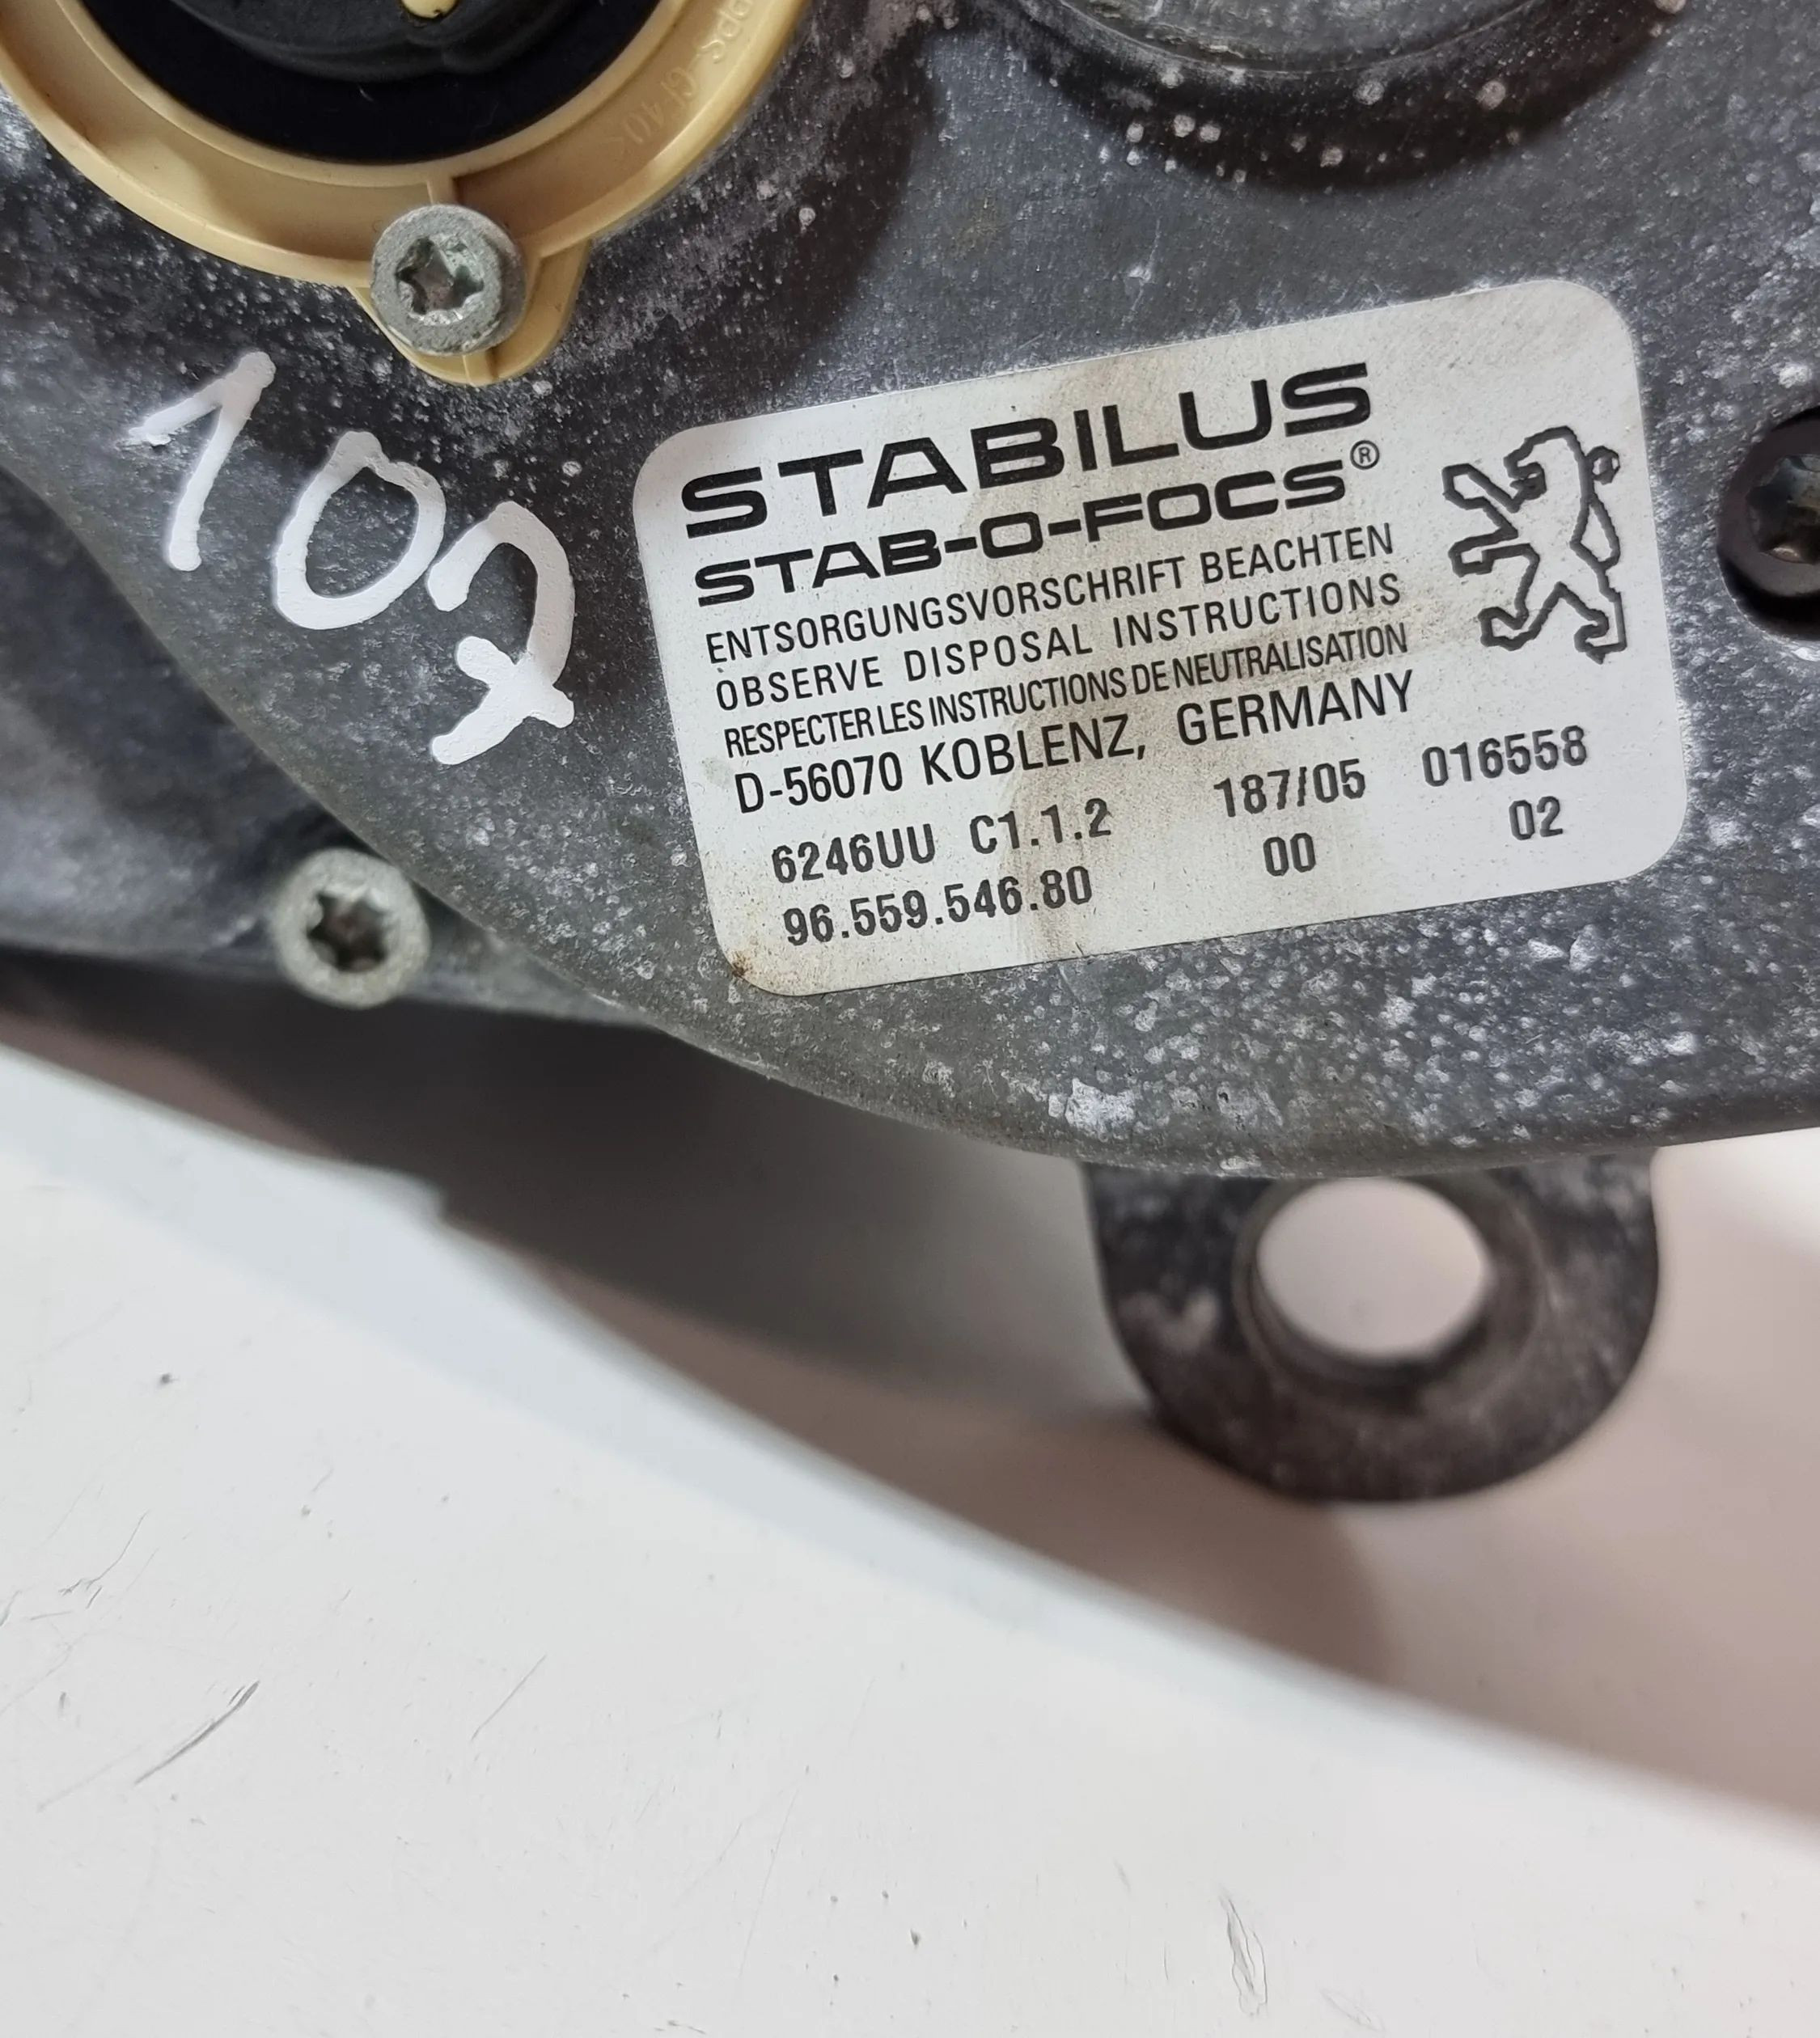 107
STABILUS
STAB-O-FOCS®
ENTSORGUNGSVORSCHRIFT BEACHTEN
OBSERVE DISPOSAL INSTRUCTIONS
RESPECTER LES INSTRUCTIONS DE NEUTRALISATION
D-56070 KOBLENZ, GERMANY
6246UU C1.1.2 187/05 016558
96.559.546.80 00 02